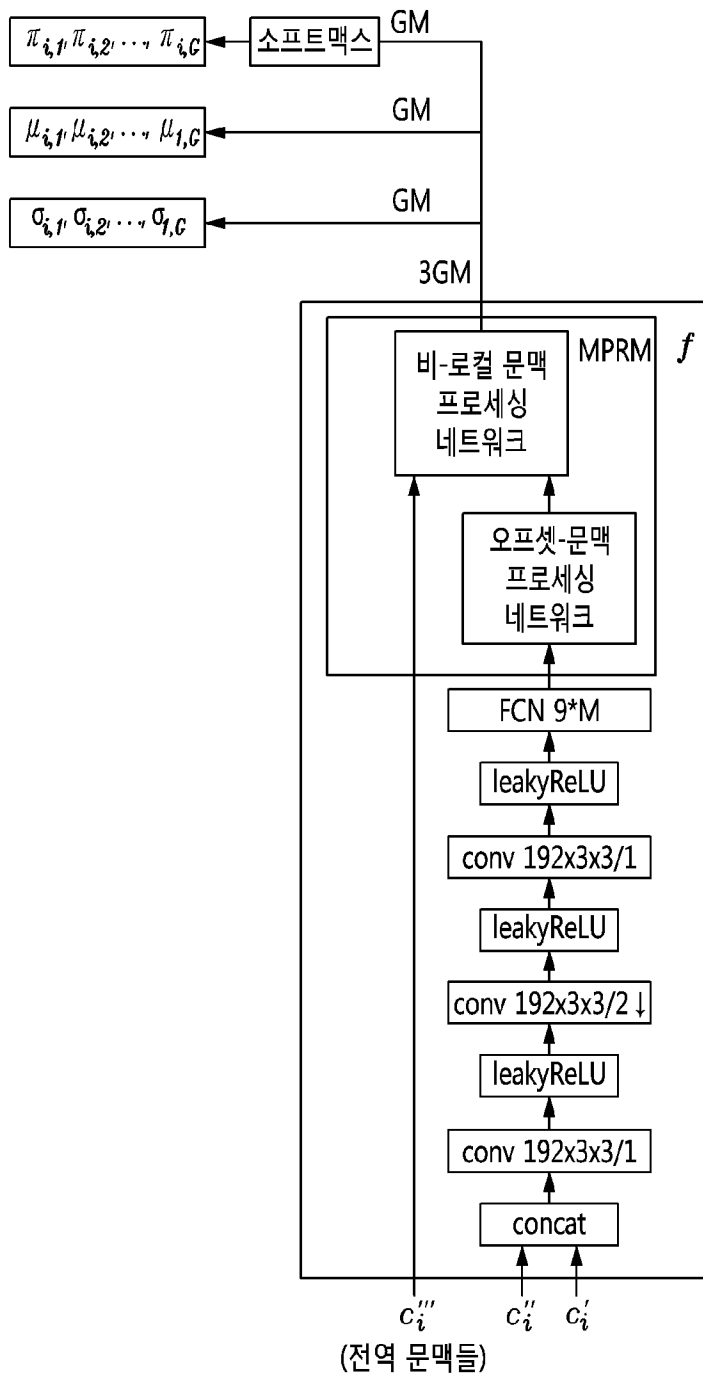 π_{i,1}, π_{i,2}, ..., π_{i,G}
소프트맥스
GM
μ_{i,1}, μ_{i,2}, ..., μ_{1,G}
GM
σ_{i,1}, σ_{i,2}, ..., σ_{1,G}
GM
3GM
비-로컬 문맥
프로세싱
네트워크
MPRM
f
오프셋-문맥
프로세싱
네트워크
FCN 9*M
leakyReLU
conv 192x3x3/1
leakyReLU
conv 192x3x3/2↓
leakyReLU
conv 192x3x3/1
concat
c_i'''
c_i''
c_i'
(전역 문맥들)